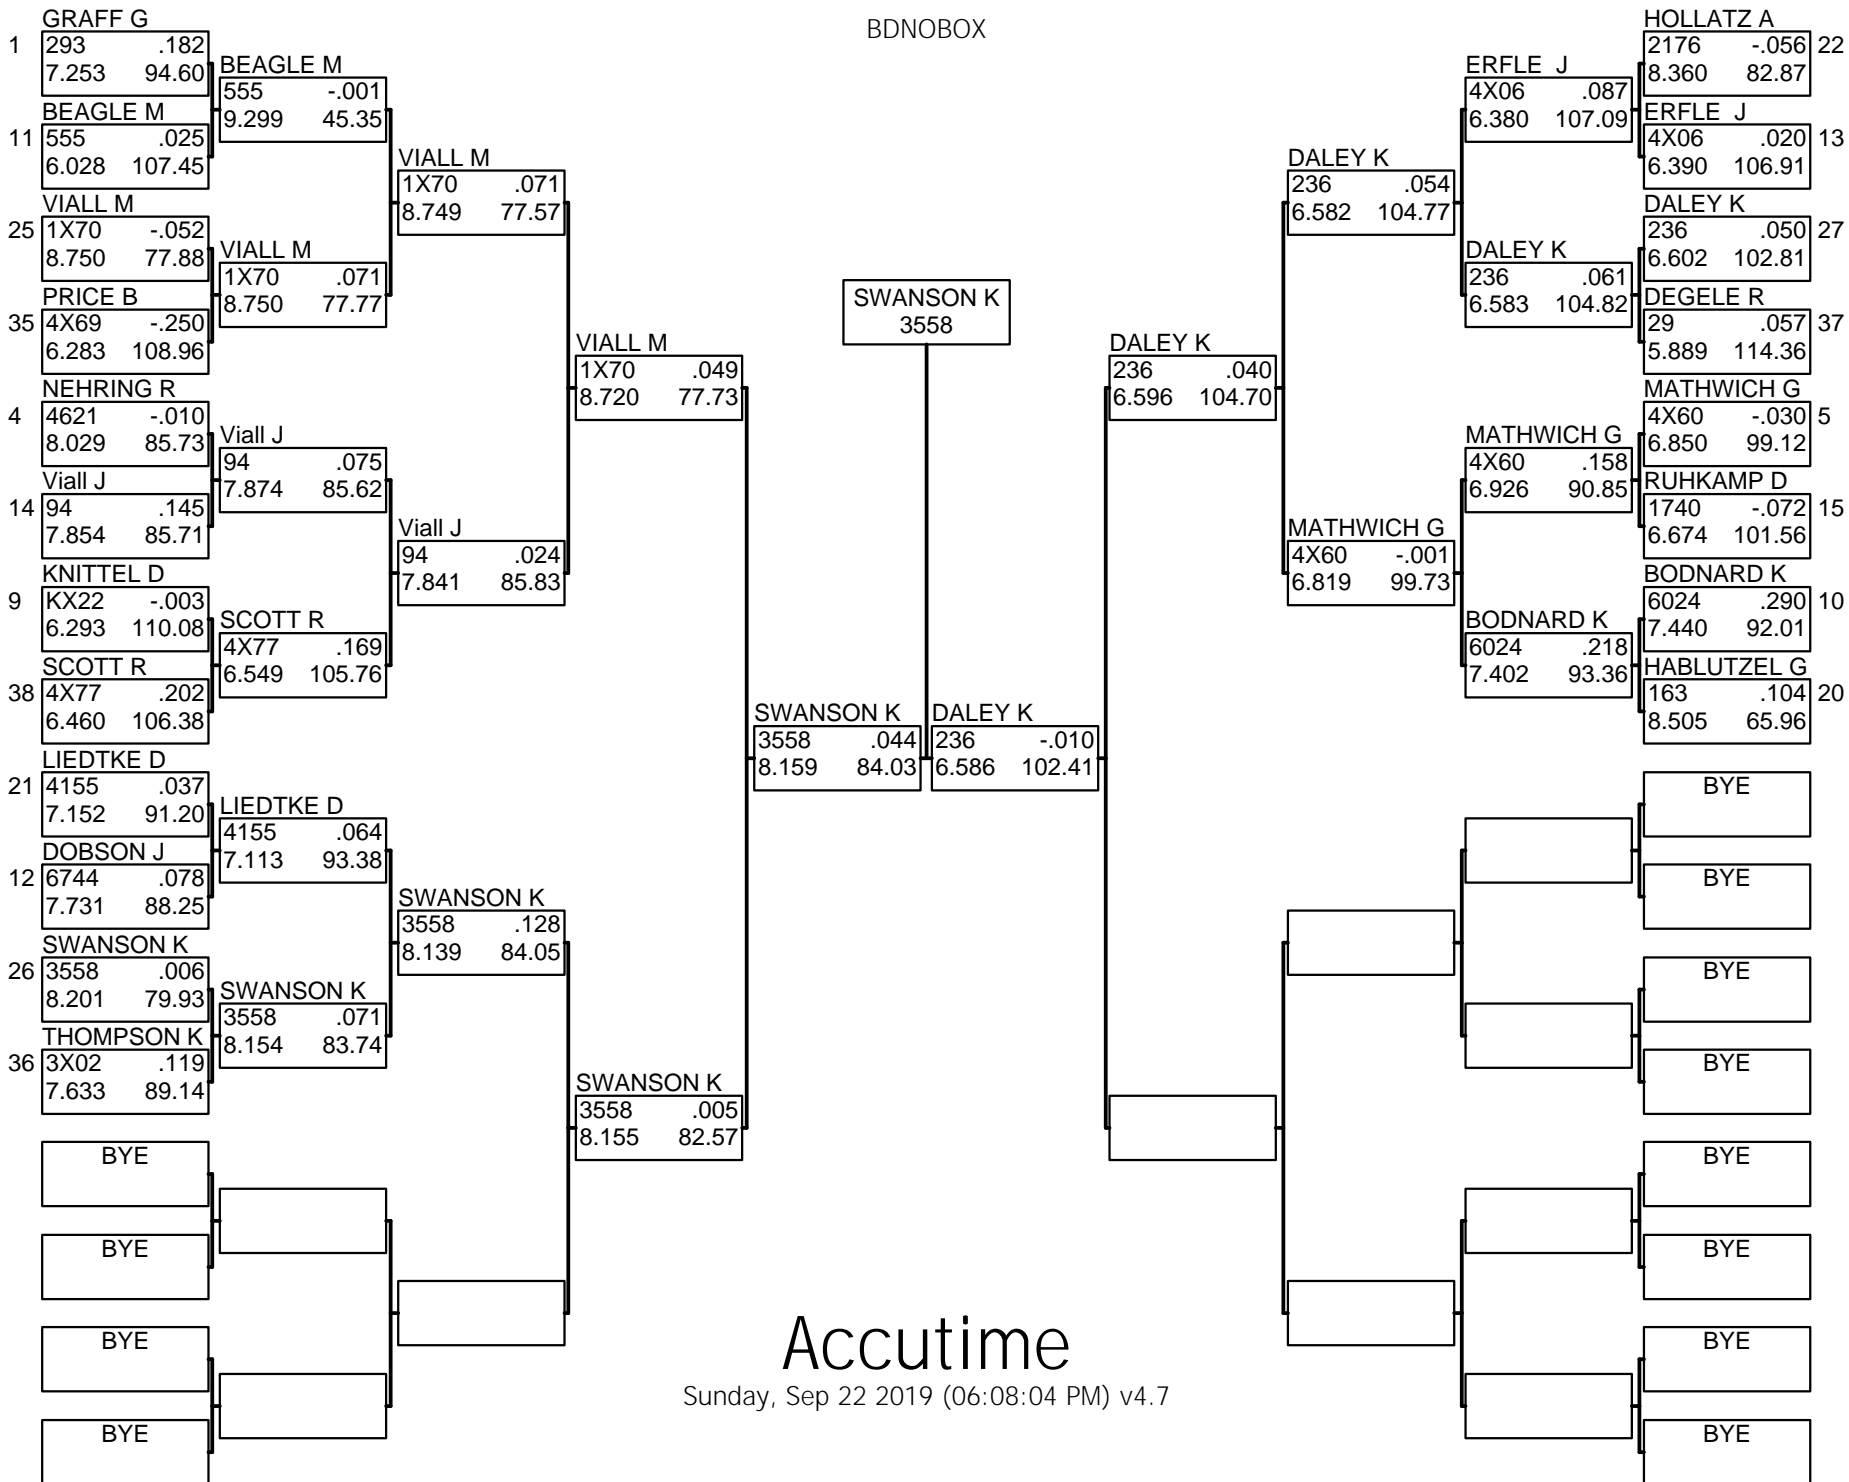 BDNOBOX
GRAFF G
1 293 .182
7.253 94.60
BEAGLE M
11 555 .025
6.028 107.45
VIALL M
25 1X70 -.052
8.750 77.88
PRICE B
35 4X69 -.250
6.283 108.96
NEHRING R
4 4621 -.010
8.029 85.73
Viall J
14 94 .145
7.854 85.71
KNITTEL D
9 KX22 -.003
6.293 110.08
SCOTT R
38 4X77 .202
6.460 106.38
LIEDTKE D
21 4155 .037
7.152 91.20
DOBSON J
12 6744 .078
7.731 88.25
SWANSON K
26 3558 .006
8.201 79.93
THOMPSON K
36 3X02 .119
7.633 89.14
BYE
BYE
BYE
BYE
BEAGLE M
555 -.001
9.299 45.35
VIALL M
1X70 .071
8.750 77.77
Viall J
94 .075
7.874 85.62
SCOTT R
4X77 .169
6.549 105.76
LIEDTKE D
4155 .064
7.113 93.38
SWANSON K
3558 .071
8.154 83.74
VIALL M
1X70 .071
8.749 77.57
Viall J
94 .024
7.841 85.83
SWANSON K
3558 .128
8.139 84.05
VIALL M
1X70 .049
8.720 77.73
SWANSON K
3558 .005
8.155 82.57
SWANSON K
3558 .044
8.159 84.03
SWANSON K
3558
DALEY K
236 -.010
6.586 102.41
DALEY K
236 .040
6.596 104.70
DALEY K
236 .054
6.582 104.77
MATHWICH G
4X60 -.001
6.819 99.73
ERFLE J
4X06 .087
6.380 107.09
DALEY K
236 .061
6.583 104.82
MATHWICH G
4X60 .158
6.926 90.85
BODNARD K
6024 .218
7.402 93.36
HOLLATZ A
2176 -.056 22
8.360 82.87
ERFLE J
4X06 .020 13
6.390 106.91
DALEY K
236 .050 27
6.602 102.81
DEGELE R
29 .057 37
5.889 114.36
MATHWICH G
4X60 -.030 5
6.850 99.12
RUHKAMP D
1740 -.072 15
6.674 101.56
BODNARD K
6024 .290 10
7.440 92.01
HABLUTZEL G
163 .104 20
8.505 65.96
BYE
BYE
BYE
BYE
BYE
BYE
BYE
BYE
Accutime
Sunday, Sep 22 2019 (06:08:04 PM) v4.7